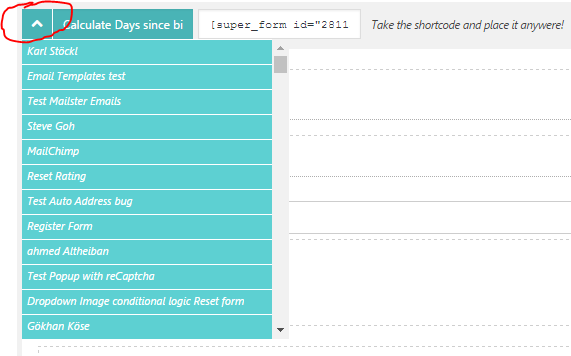 Calculate Days since bi [super_form id="2811 Take the shortcode and place it anywere!
Karl Stöckl
Email Templates test
Test Mailster Emails
Steve Goh
MailChimp
Reset Rating
Test Auto Address bug
Register Form
ahmed Altheiban
Test Popup with reCaptcha
Dropdown Image conditional logic Reset form
Gökhan Köse